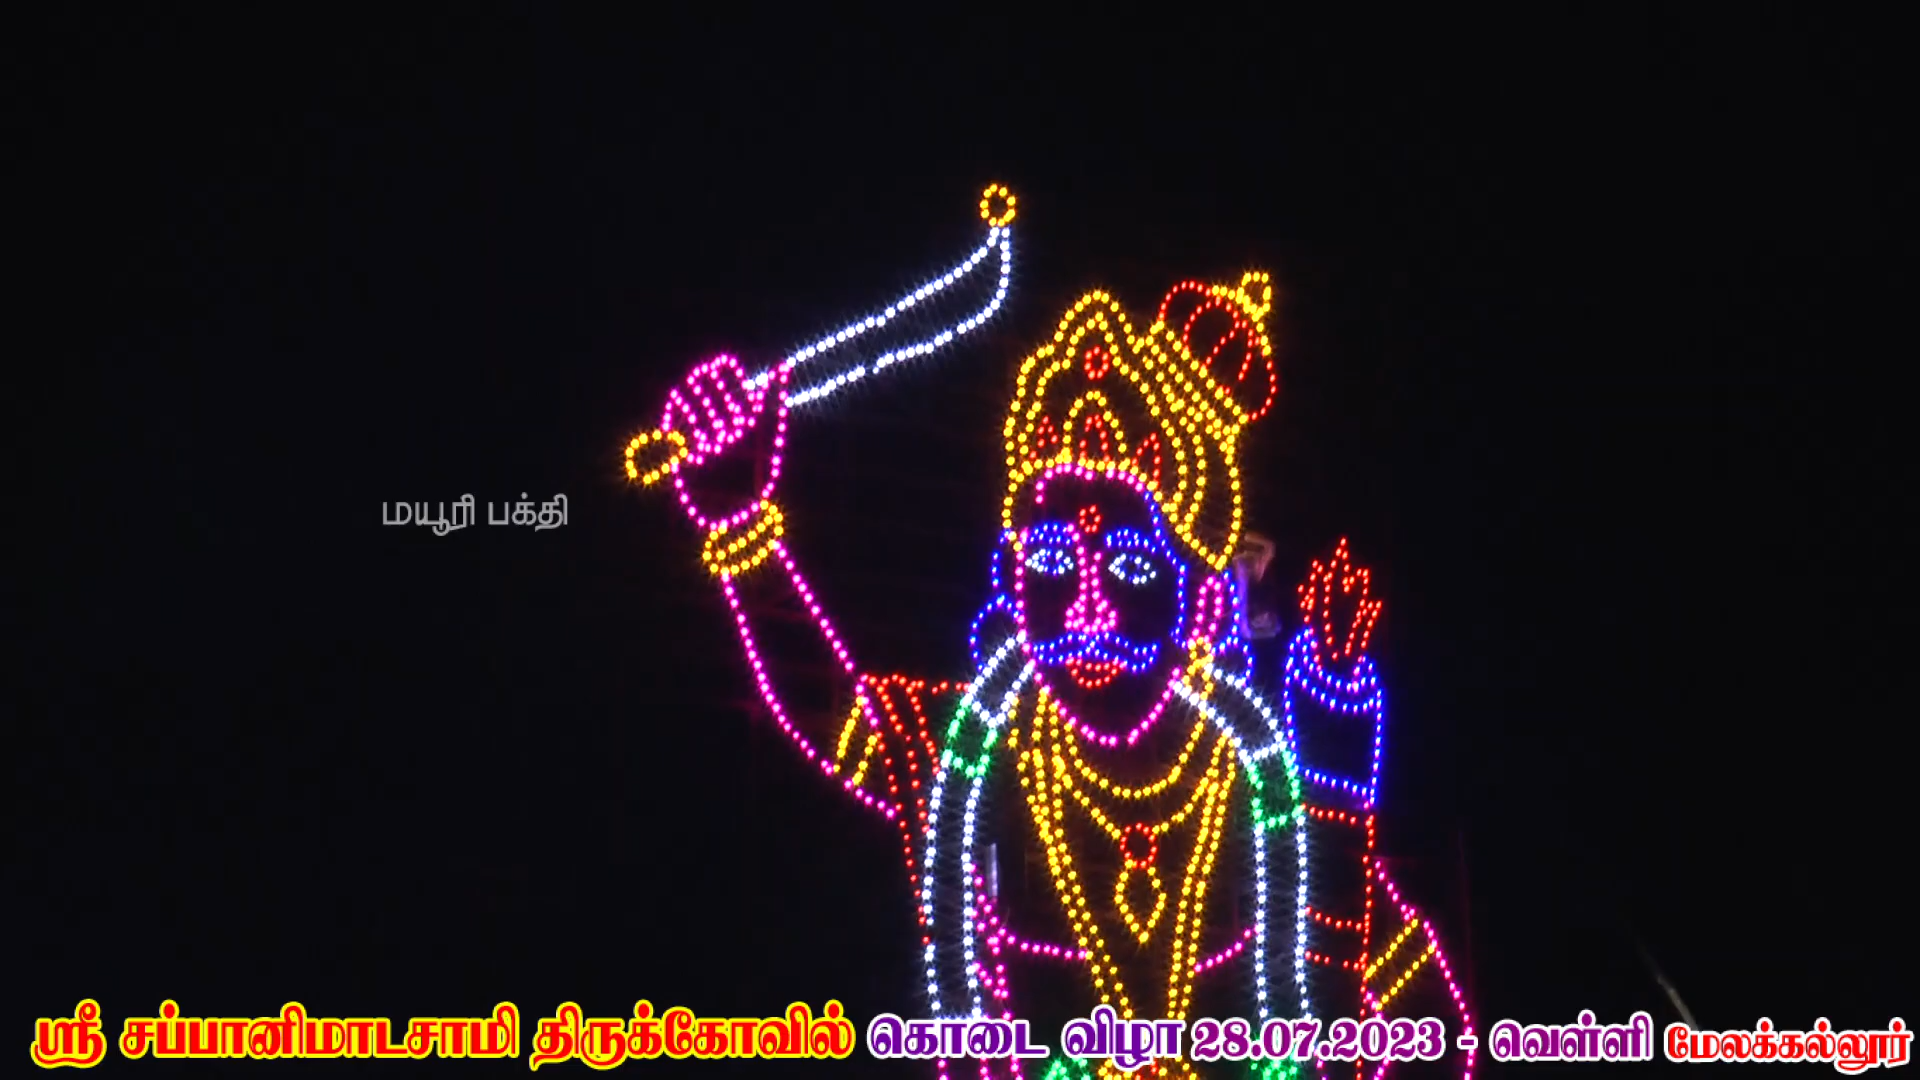 மயூரி பக்தி
ஸ்ரீ சப்பானிமாடசாமி திருக்கோவில் கொடை விழா 28.07.2023 - வெள்ளி மேலக்கல்லூர்